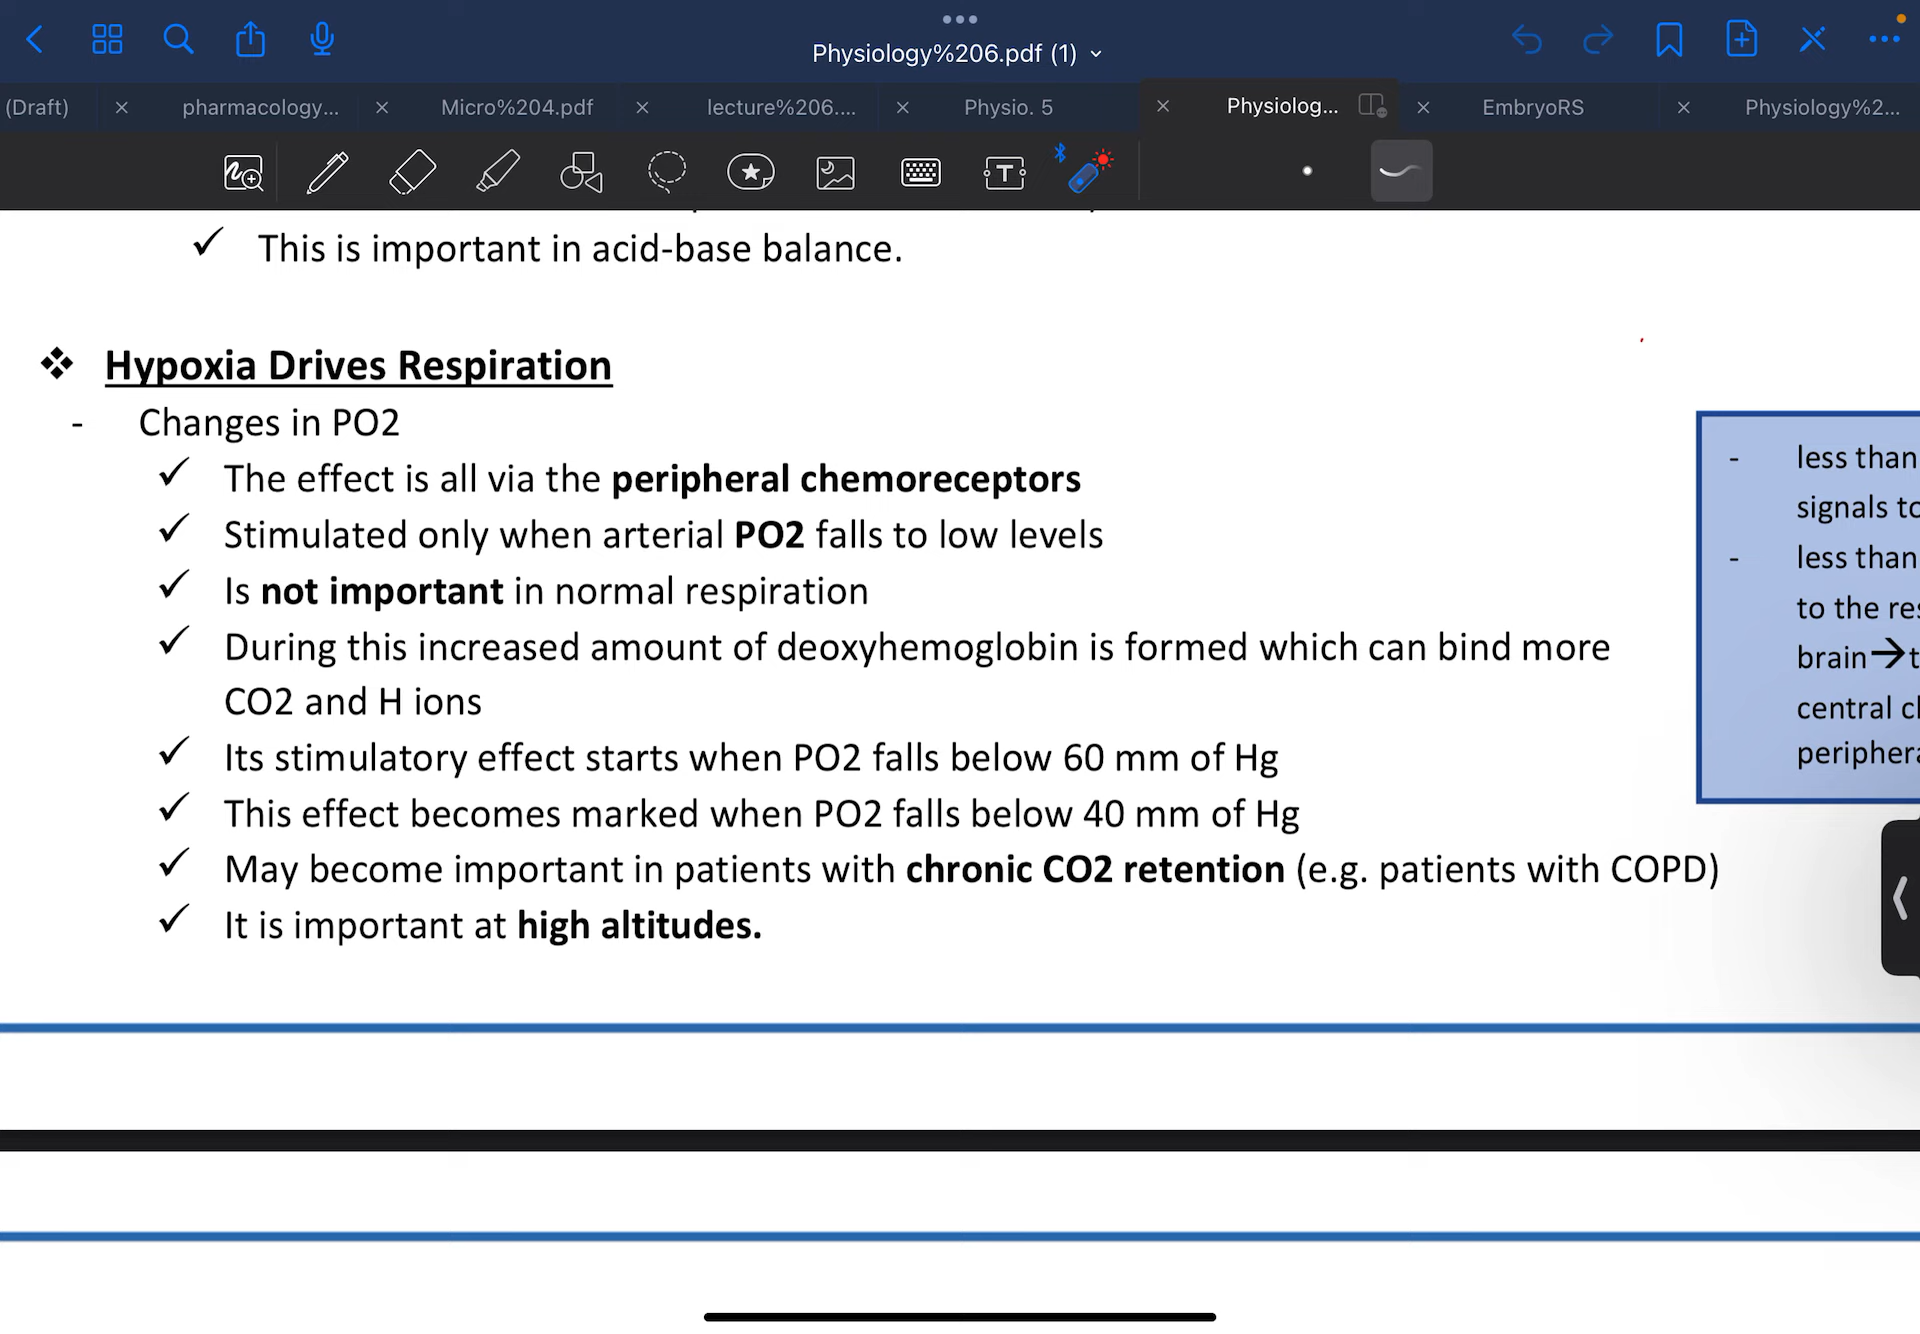 Physiology%206.pdf (1)
(Draft)
pharmacology...
Micro%204.pdf
lecture%206....
Physio. 5
Physiolog...
EmbryoRS
Physiology%2...
✓ This is important in acid-base balance.
❖ Hypoxia Drives Respiration
- Changes in PO2
✓ The effect is all via the peripheral chemoreceptors
✓ Stimulated only when arterial PO2 falls to low levels
✓ Is not important in normal respiration
✓ During this increased amount of deoxyhemoglobin is formed which can bind more
CO2 and H ions
✓ Its stimulatory effect starts when PO2 falls below 60 mm of Hg
✓ This effect becomes marked when PO2 falls below 40 mm of Hg
✓ May become important in patients with chronic CO2 retention (e.g. patients with COPD)
✓ It is important at high altitudes.
- less than
signals to
- less than
to the res
brain→t
central cl
periphera